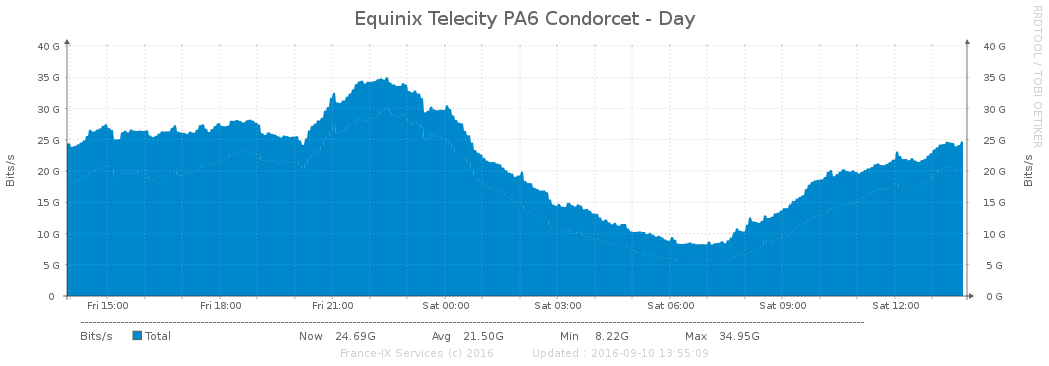 Equinix Telecity PA6 Condorcet - Day
RRDTOOL / TOBI OETIKER
Bits/s
40 G
35 G
30 G
25 G
20 G
15 G
10 G
5 G
0
40 G
35 G
30 G
25 G
20 G
15 G
10 G
5 G
0 G
Bits/s
Fri 15:00 Fri 18:00 Fri 21:00 Sat 00:00 Sat 03:00 Sat 06:00 Sat 09:00 Sat 12:00
Bits/s Total Now 24.69G Avg 21.50G Min 8.22G Max 34.95G
France-IX Services (c) 2016 Updated : 2016-09-10 13:55:09